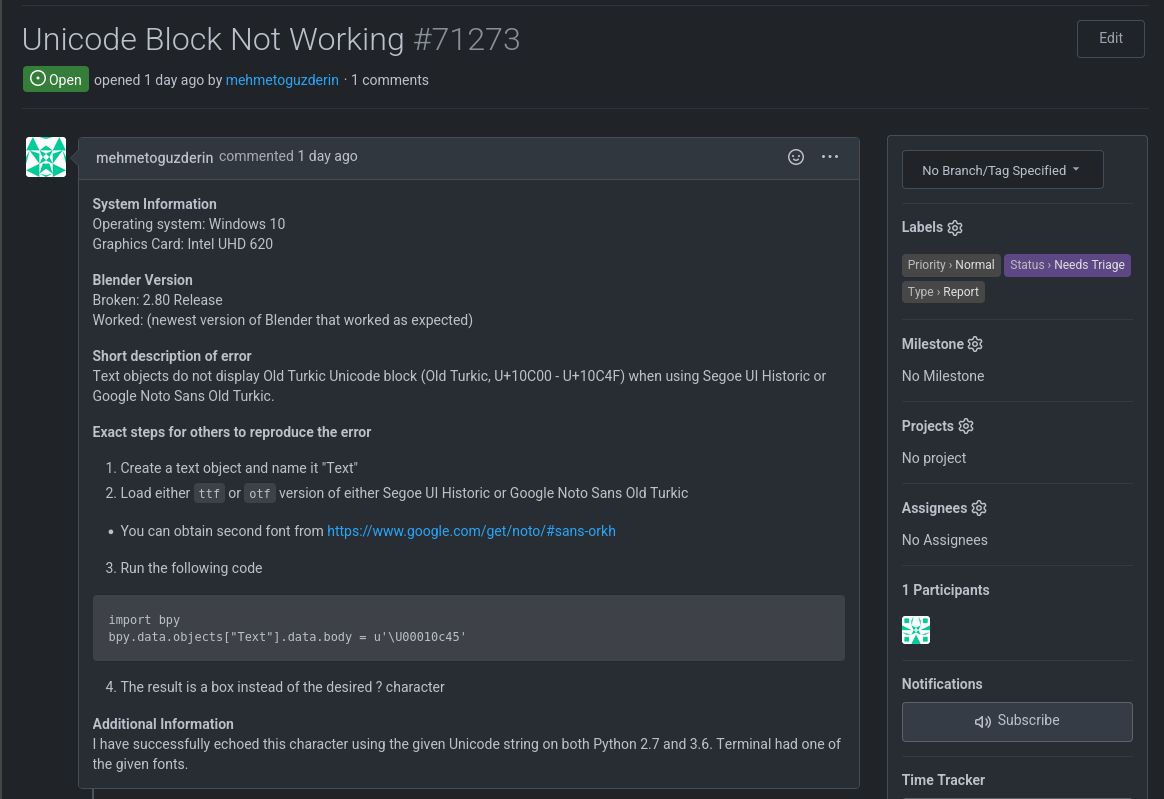 Unicode Block Not Working #71273
Edit
Open opened 1 day ago by mehmetoguzderin · 1 comments
mehmetoguzderin commented 1 day ago
System Information
Operating system: Windows 10
Graphics Card: Intel UHD 620
Blender Version
Broken: 2.80 Release
Worked: (newest version of Blender that worked as expected)
Short description of error
Text objects do not display Old Turkic Unicode block (Old Turkic, U+10C00 - U+10C4F) when using Segoe UI Historic or
Google Noto Sans Old Turkic.
Exact steps for others to reproduce the error
1. Create a text object and name it "Text"
2. Load either ttf or otf version of either Segoe UI Historic or Google Noto Sans Old Turkic
• You can obtain second font from https://www.google.com/get/noto/#sans-orkh
3. Run the following code
import bpy
bpy.data.objects["Text"].data.body = u'\U00010c45'
4. The result is a box instead of the desired ? character
Additional Information
I have successfully echoed this character using the given Unicode string on both Python 2.7 and 3.6. Terminal had one of
the given fonts.
No Branch/Tag Specified
Labels
Priority › Normal
Status › Needs Triage
Type › Report
Milestone
No Milestone
Projects
No project
Assignees
No Assignees
1 Participants
Notifications
Subscribe
Time Tracker